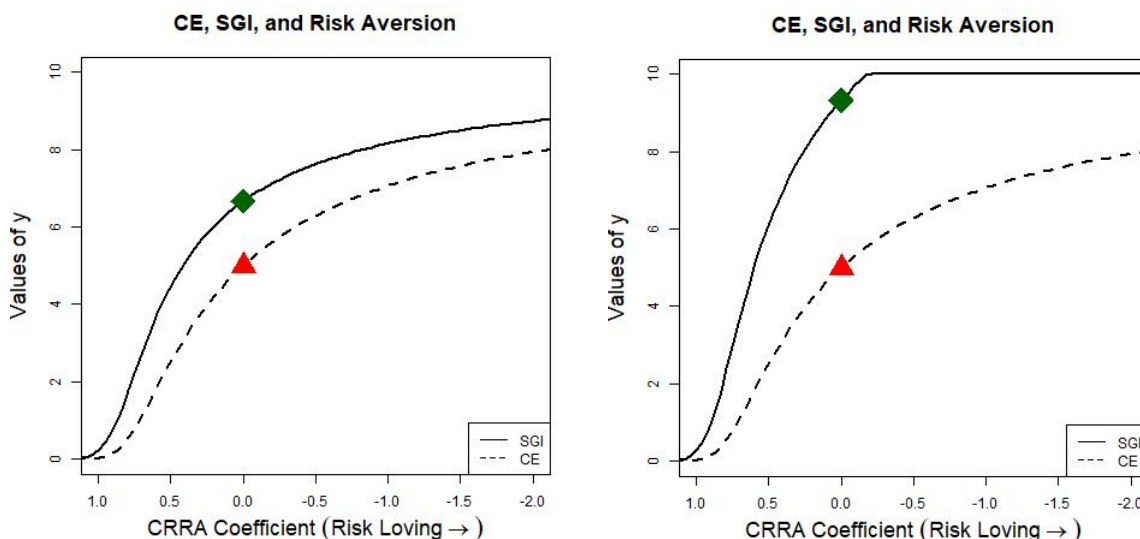 CE, SGI, and Risk Aversion
Values of y
10
8
6
4
2
0
SGI
CE
1.0 0.5 0.0 -0.5 -1.0 -1.5 -2.0
CRRA Coefficient (Risk Loving →)
CE, SGI, and Risk Aversion
Values of y
10
8
6
4
2
0
SGI
CE
1.0 0.5 0.0 -0.5 -1.0 -1.5 -2.0
CRRA Coefficient (Risk Loving →)